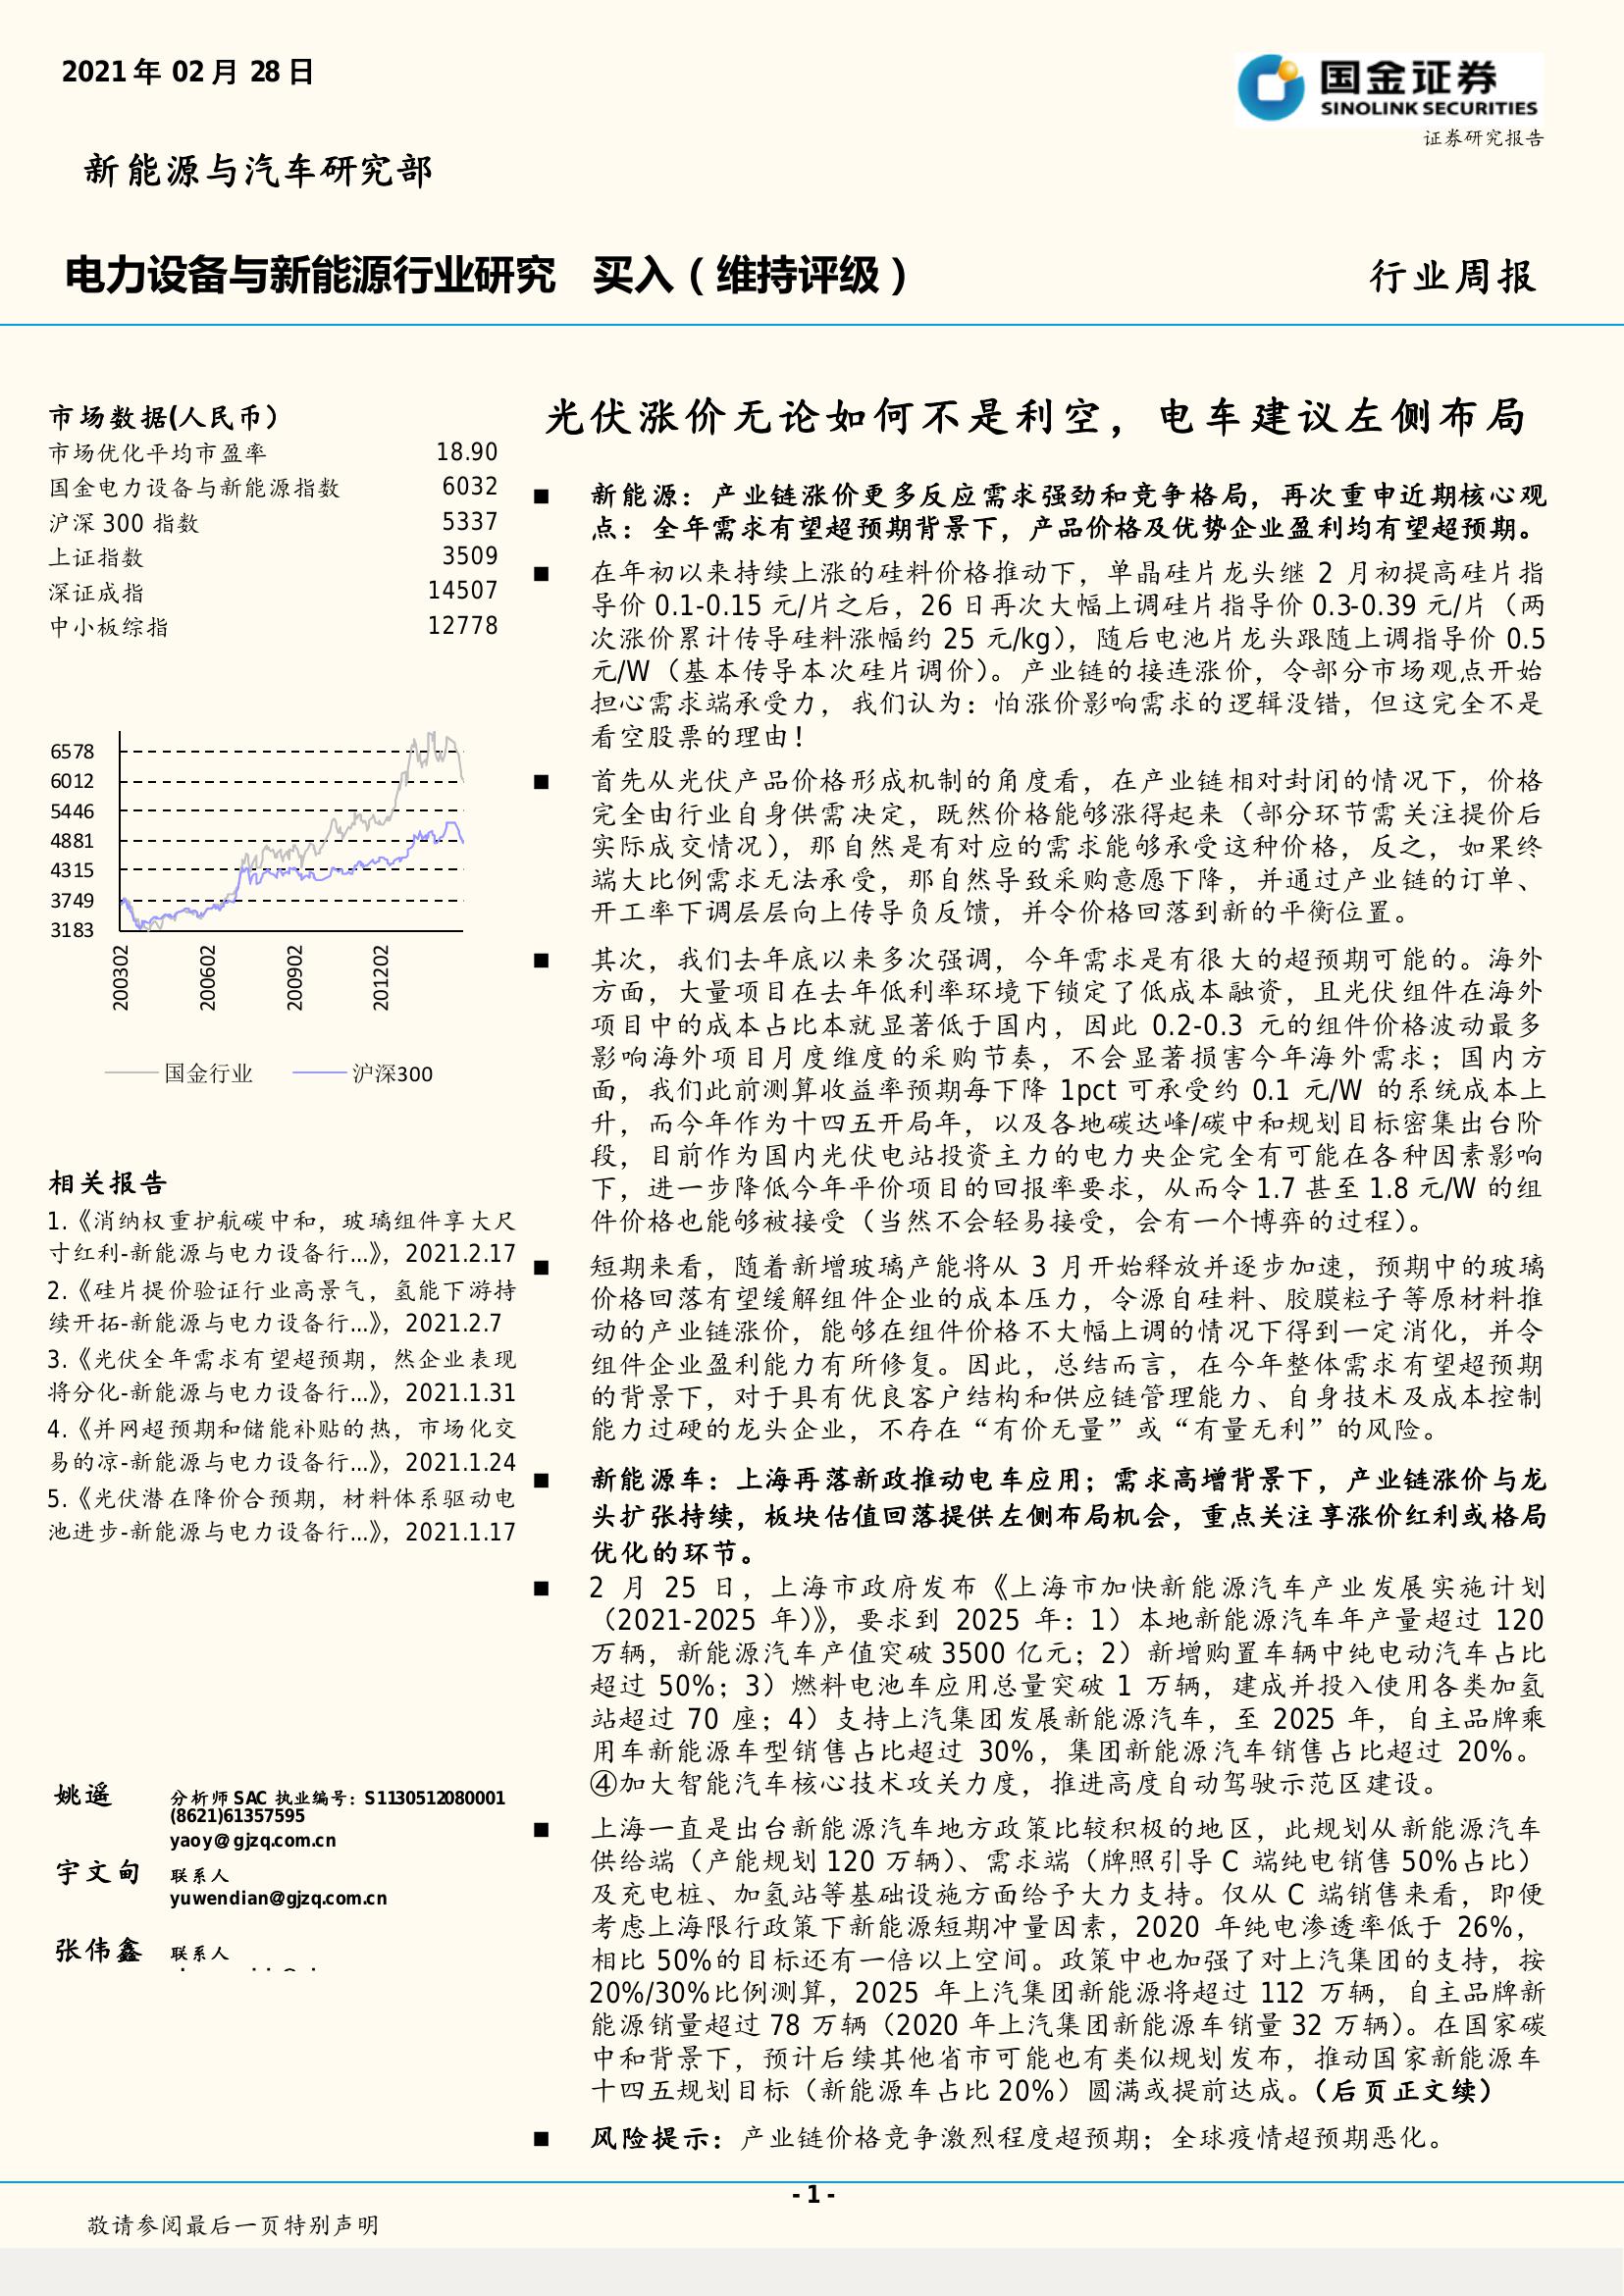 2021年 02月 28日
国金证券
SINOLINK SECURITIES
证券研究报告
新能源与汽车研究部
电力设备与新能源行业研究 买入（维持评级）
行业周报
市场数据(人民币）
市场优化平均市盈率 18.90
国金电力设备与新能源指数 6032
沪深 300 指数 5337
上证指数 3509
深证成指 14507
中小板综指 12778
6578
6012
5446
4881
4315
3749
3183
200302
200602
200902
201202
国金行业 沪深300
相关报告
1.《消纳权重护航碳中和，玻璃组件享大尺
寸红利-新能源与电力设备行...》，2021.2.17
2.《硅片提价验证行业高景气，氢能下游持
续开拓-新能源与电力设备行...》，2021.2.7
3.《光伏全年需求有望超预期，然企业表现
将分化-新能源与电力设备行...》，2021.1.31
4.《并网超预期和储能补贴的热，市场化交
易的凉-新能源与电力设备行...》，2021.1.24
5.《光伏潜在降价合预期，材料体系驱动电
池进步-新能源与电力设备行...》，2021.1.17
姚遥 分析师 SAC 执业编号：S1130512080001
(8621)61357595
yaoy＠gjzq.com.cn
宇文甸 联系人
yuwendian@gjzq.com.cn
张伟鑫 联系人
光伏涨价无论如何不是利空，电车建议左侧布局
■ 新能源：产业链涨价更多反应需求强劲和竞争格局，再次重申近期核心观
点：全年需求有望超预期背景下，产品价格及优势企业盈利均有望超预期。
■ 在年初以来持续上涨的硅料价格推动下，单晶硅片龙头继 2 月初提高硅片指
导价 0.1-0.15 元/片之后，26 日再次大幅上调硅片指导价 0.3-0.39 元/片（两
次涨价累计传导硅料涨幅约 25 元/kg），随后电池片龙头跟随上调指导价 0.5
元/W（基本传导本次硅片调价）。产业链的接连涨价，令部分市场观点开始
担心需求端承受力，我们认为：怕涨价影响需求的逻辑没错，但这完全不是
看空股票的理由！
■ 首先从光伏产品价格形成机制的角度看，在产业链相对封闭的情况下，价格
完全由行业自身供需决定，既然价格能够涨得起来（部分环节需关注提价后
实际成交情况），那自然是有对应的需求能够承受这种价格，反之，如果终
端大比例需求无法承受，那自然导致采购意愿下降，并通过产业链的订单、
开工率下调层层向上传导负反馈，并令价格回落到新的平衡位置。
■ 其次，我们去年底以来多次强调，今年需求是有很大的超预期可能的。海外
方面，大量项目在去年低利率环境下锁定了低成本融资，且光伏组件在海外
项目中的成本占比本就显著低于国内，因此 0.2-0.3 元的组件价格波动最多
影响海外项目月度维度的采购节奏，不会显著损害今年海外需求；国内方
面，我们此前测算收益率预期每下降 1pct 可承受约 0.1 元/W 的系统成本上
升，而今年作为十四五开局年，以及各地碳达峰/碳中和规划目标密集出台阶
段，目前作为国内光伏电站投资主力的电力央企完全有可能在各种因素影响
下，进一步降低今年平价项目的回报率要求，从而令 1.7 甚至 1.8 元/W 的组
件价格也能够被接受（当然不会轻易接受，会有一个博弈的过程）。
■ 短期来看，随着新增玻璃产能将从 3 月开始释放并逐步加速，预期中的玻璃
价格回落有望缓解组件企业的成本压力，令源自硅料、胶膜粒子等原材料推
动的产业链涨价，能够在组件价格不大幅上调的情况下得到一定消化，并令
组件企业盈利能力有所修复。因此，总结而言，在今年整体需求有望超预期
的背景下，对于具有优良客户结构和供应链管理能力、自身技术及成本控制
能力过硬的龙头企业，不存在“有价无量”或“有量无利”的风险。
■ 新能源车：上海再落新政推动电车应用；需求高增背景下，产业链涨价与龙
头扩张持续，板块估值回落提供左侧布局机会，重点关注享涨价红利或格局
优化的环节。
■ 2 月 25 日，上海市政府发布《上海市加快新能源汽车产业发展实施计划
（2021-2025 年）》，要求到 2025 年：1）本地新能源汽车年产量超过 120
万辆，新能源汽车产值突破 3500 亿元；2）新增购置车辆中纯电动汽车占比
超过 50%；3）燃料电池车应用总量突破 1 万辆，建成并投入使用各类加氢
站超过 70 座；4）支持上汽集团发展新能源汽车，至 2025 年，自主品牌乘
用车新能源车型销售占比超过 30%，集团新能源汽车销售占比超过 20%。
④加大智能汽车核心技术攻关力度，推进高度自动驾驶示范区建设。
■ 上海一直是出台新能源汽车地方政策比较积极的地区，此规划从新能源汽车
供给端（产能规划 120 万辆）、需求端（牌照引导 C 端纯电销售 50%占比）
及充电桩、加氢站等基础设施方面给予大力支持。仅从 C 端销售来看，即便
考虑上海限行政策下新能源短期冲量因素，2020 年纯电渗透率低于 26%，
相比 50%的目标还有一倍以上空间。政策中也加强了对上汽集团的支持，按
20%/30%比例测算，2025 年上汽集团新能源将超过 112 万辆，自主品牌新
能源销量超过 78 万辆（2020 年上汽集团新能源车销量 32 万辆）。在国家碳
中和背景下，预计后续其他省市可能也有类似规划发布，推动国家新能源车
十四五规划目标（新能源车占比 20%）圆满或提前达成。（后页正文续）
■ 风险提示：产业链价格竞争激烈程度超预期；全球疫情超预期恶化。
- 1 -
敬请参阅最后一页特别声明